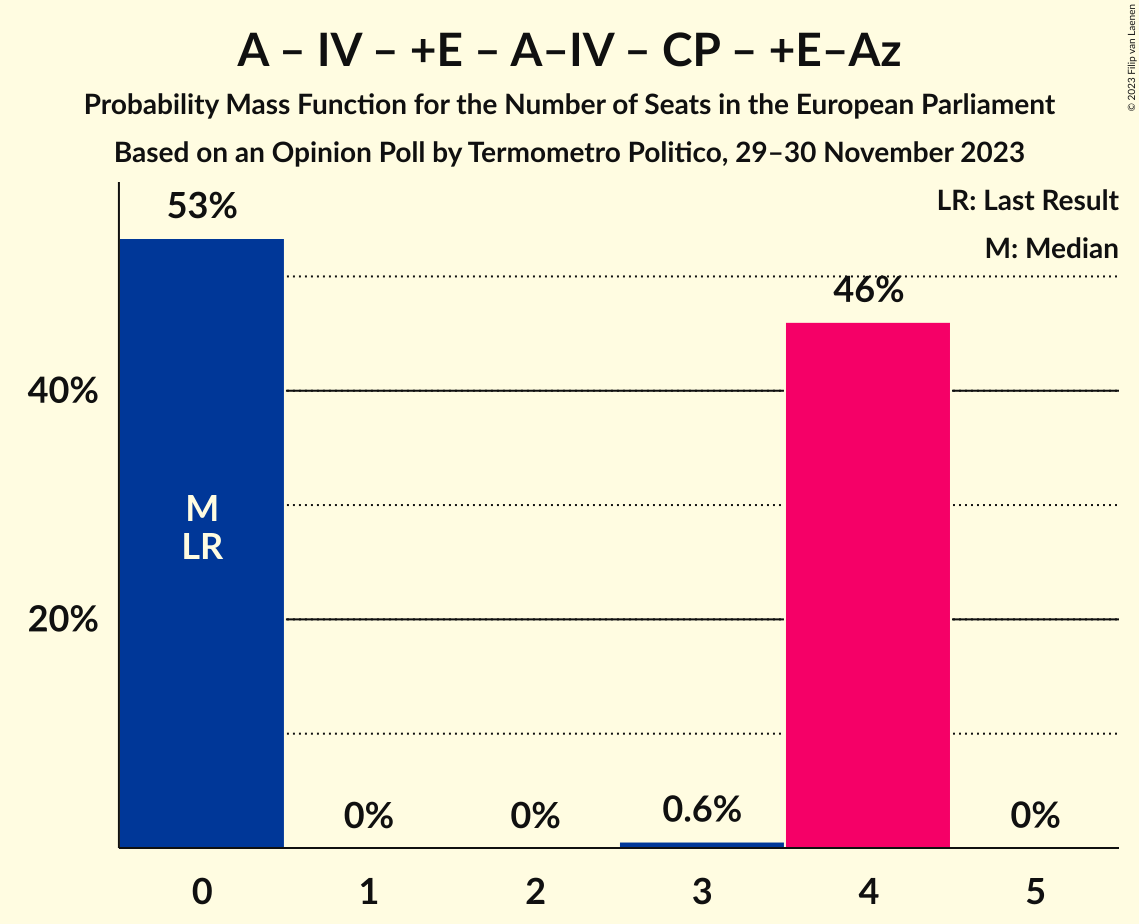 A – IV – +E – A–IV – CP – +E–Az
Probability Mass Function for the Number of Seats in the European Parliament
Based on an Opinion Poll by Termometro Politico, 29–30 November 2023
© 2023 Filip van Laenen
LR: Last Result
M: Median
53%
46%
40%
M
LR
20%
0%
0%
0.6%
0%
0
1
2
3
4
5